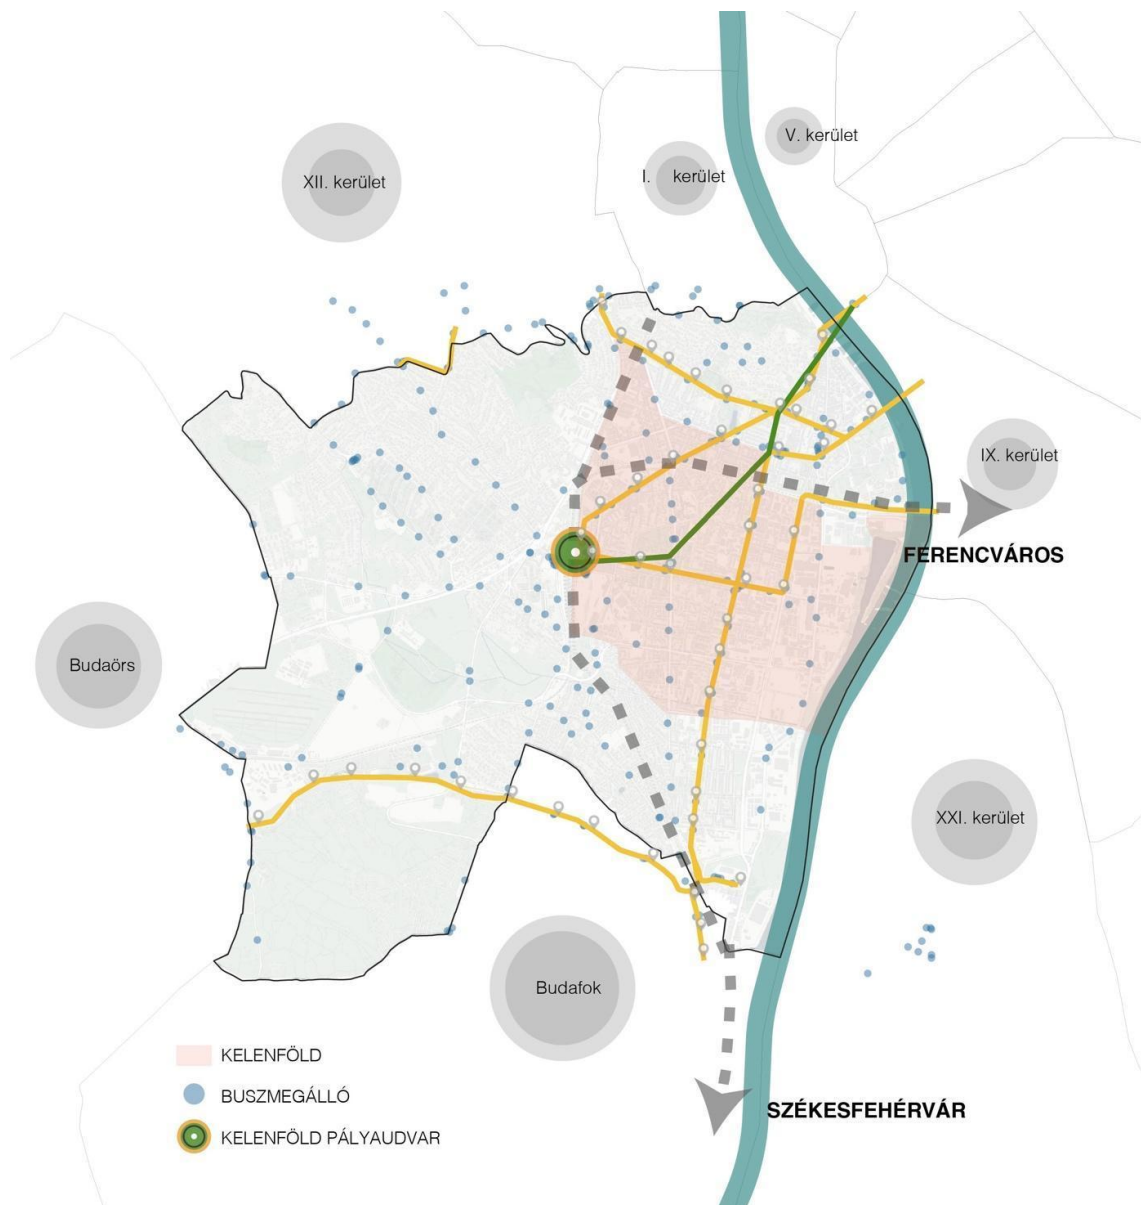 V. kerület
I. kerület
XII. kerület
IX. kerület
FERENCVÁROS
Budaörs
XXI. kerület
Budafok
KELENFÖLD
BUSZMEGÁLLÓ
KELENFÖLD PÁLYAUDVAR
SZÉKESFEHÉRVÁR